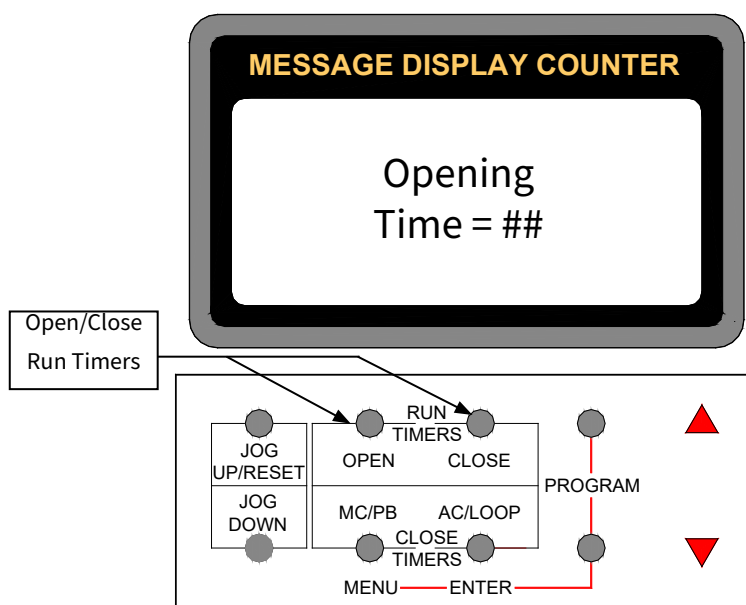 MESSAGE DISPLAY COUNTER
Opening
Time = ##
Open/Close
Run Timers
RUN
TIMERS
JOG
UP/RESET
OPEN
CLOSE
PROGRAM
JOG
DOWN
MC/PB
AC/LOOP
CLOSE
TIMERS
MENU
ENTER